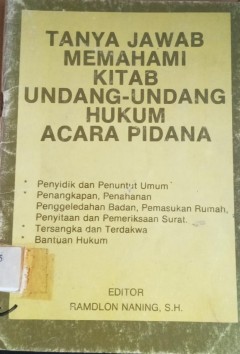 TANYA JAWAB
MEMAHAMI
KITAB
UNDANG-UNDANG
HUKUM
ACARA PIDANA
* Penyidik dan Penuntut Umum
* Penangkapan, Penahanan
Penggeledahan Badan, Pemasukan Rumah,
Penyitaan dan Pemeriksaan Surat.
* Tersangka dan Terdakwa
* Bantuan Hukum
5
EDITOR
RAMDLON NANING, S.H.